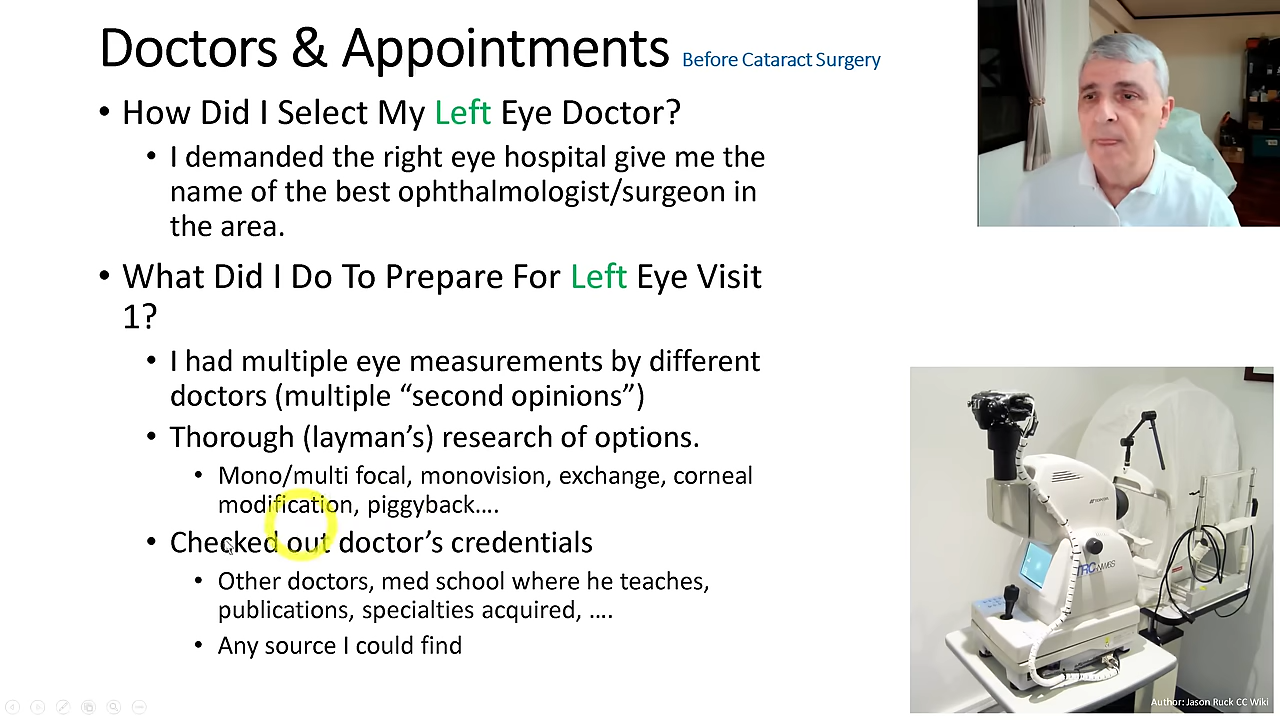 Doctors & Appointments Before Cataract Surgery
• How Did I Select My Left Eye Doctor?
• I demanded the right eye hospital give me the
name of the best ophthalmologist/surgeon in
the area.
• What Did I Do To Prepare For Left Eye Visit
1?
• I had multiple eye measurements by different
doctors (multiple “second opinions”)
• Thorough (layman’s) research of options.
• Mono/multi focal, monovision, exchange, corneal
modification, piggyback....
• Checked out doctor’s credentials
• Other doctors, med school where he teaches,
publications, specialties acquired, ....
• Any source I could find
TOPCON
TRC-NW6S
Author: Jason Ruck CC Wiki